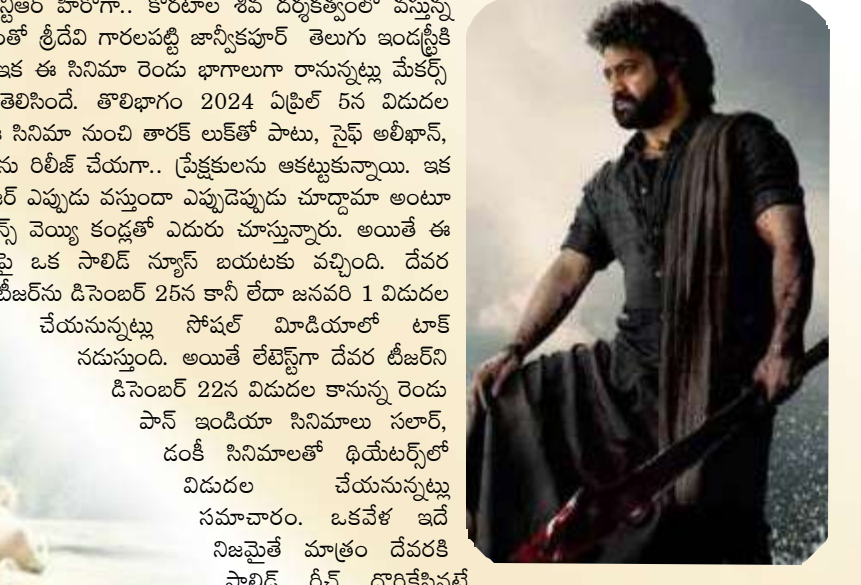 హీరోగా.. కొరటాల శివ దర్శకత్వంలో వస్తున్న
శ్రీదేవి గారలపట్టి జాన్వీకపూర్ తెలుగు ఇండస్ట్రీకి
ఇక ఈ సినిమా రెండు భాగాలుగా రానున్నట్లు మేకర్స్
తెలిసిందే. తొలిభాగం 2024 ఏప్రిల్ 5న విడుదల
సినిమా నుంచి తారక్ లుక్‌తో పాటు, సైఫ్ అలీఖాన్,
రిలీజ్ చేయగా.. ప్రేక్షకులను ఆకట్టుకున్నాయి. ఇక
ఎప్పుడు వస్తుందా ఎప్పుడెప్పుడు చూద్దామా అంటూ
వెయ్యి కండ్లతో ఎదురు చూస్తున్నారు. అయితే ఈ
ఒక సాలిడ్ న్యూస్ బయటకు వచ్చింది. దేవర
టీజర్‌ను డిసెంబర్ 25న కానీ లేదా జనవరి 1 విడుదల
చేయనున్నట్లు సోషల్ మీడియాలో టాక్
నడుస్తుంది. అయితే లేటెస్ట్‌గా దేవర టీజర్‌ని
డిసెంబర్ 22న విడుదల కానున్న రెండు
పాన్ ఇండియా సినిమాలు సలార్,
డంకీ సినిమాలతో థియేటర్స్‌లో
విడుదల చేయనున్నట్లు
సమాచారం. ఒకవేళ ఇదే
నిజమైతే మాత్రం దేవరకి
సాలిడ్ రీచ్ దొరికేసినట్లే